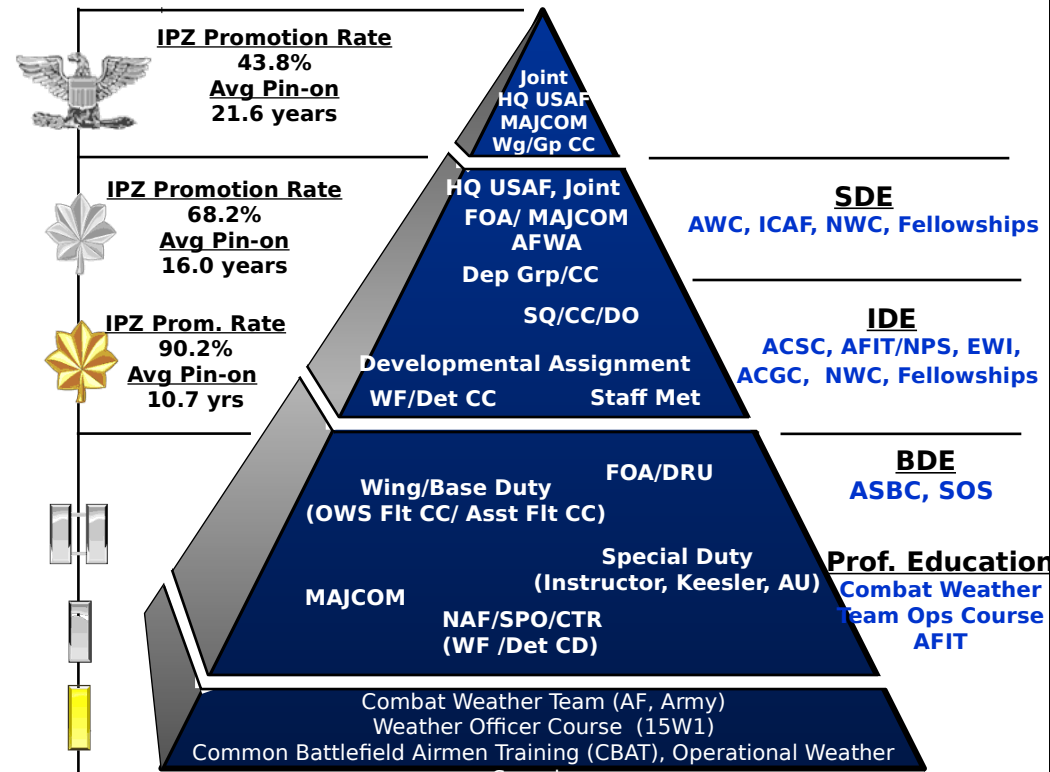 IPZ Promotion Rate
43.8%
Avg Pin-on
21.6 years
IPZ Promotion Rate
68.2%
Avg Pin-on
16.0 years
IPZ Prom. Rate
90.2%
Avg Pin-on
10.7 yrs
Joint
HQ USAF
MAJCOM
Wg/Gp CC
HQ USAF, Joint
FOA/ MAJCOM
AFWA
Dep Grp/CC
SQ/CC/DO
Developmental Assignment
WF/Det CC
Staff Met
FOA/DRU
Wing/Base Duty
(OWS Flt CC/ Asst Flt CC)
Special Duty
(Instructor, Keesler, AU)
MAJCOM
NAF/SPO/CTR
(WF /Det CD)
Combat Weather Team (AF, Army)
Weather Officer Course (15W1)
Common Battlefield Airmen Training (CBAT), Operational Weather
SDE
AWC, ICAF, NWC, Fellowships
IDE
ACSC, AFIT/NPS, EWI,
ACGC, NWC, Fellowships
BDE
ASBC, SOS
Prof. Education
Combat Weather
Team Ops Course
AFIT